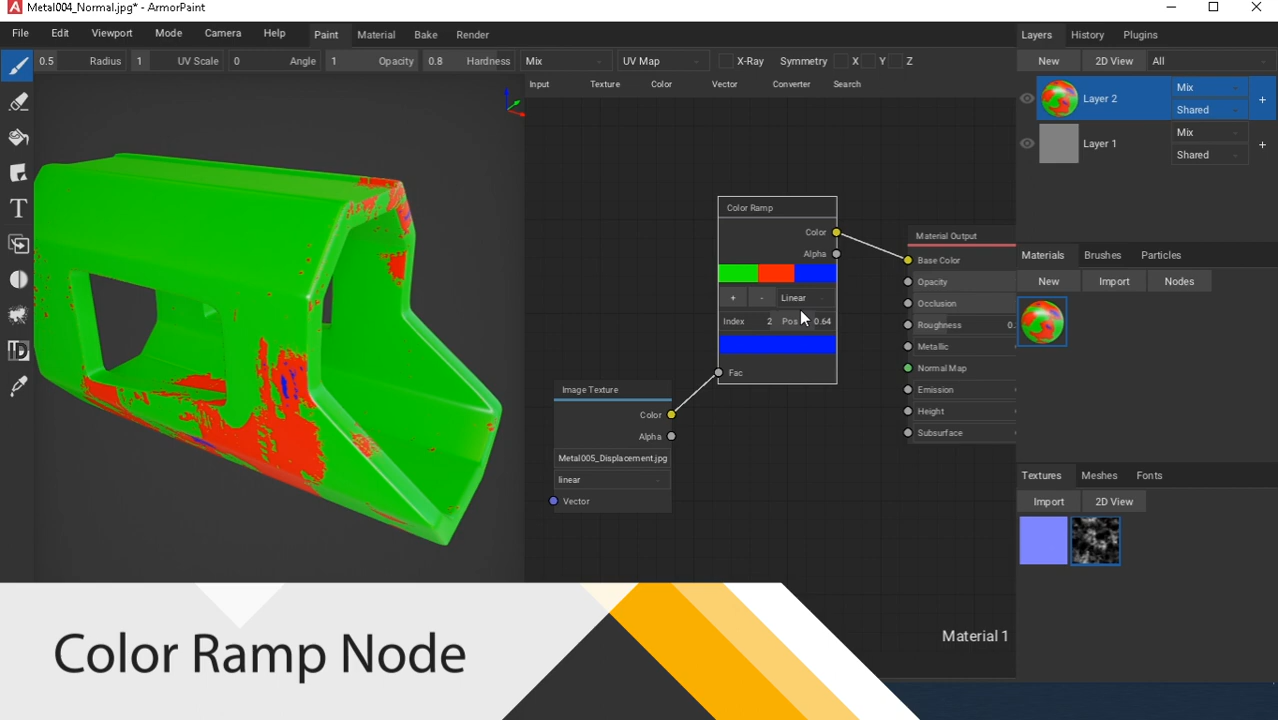 Metal004_Normal.jpg* - ArmorPaint
File Edit Viewport Mode Camera Help Paint Material Bake Render
0.5 Radius 1 UV Scale 0 Angle 1 Opacity 0.8 Hardness Mix UV Map X-Ray Symmetry X Y Z
Input Texture Color Vector Converter Search
Color Ramp
Color
Alpha
+ - Linear
Index 2 Pos 0.64
Fac
Image Texture
Color
Alpha
Metal005_Displacement.jpg
linear
Vector
Material Output
Base Color
Opacity
Occlusion
Roughness 0.
Metallic
Normal Map
Emission
Height
Subsurface
Material 1
Layers History Plugins
New 2D View All
Layer 2 Mix
Shared +
Layer 1 Mix
Shared +
Materials Brushes Particles
New Import Nodes
Textures Meshes Fonts
Import 2D View
Color Ramp Node